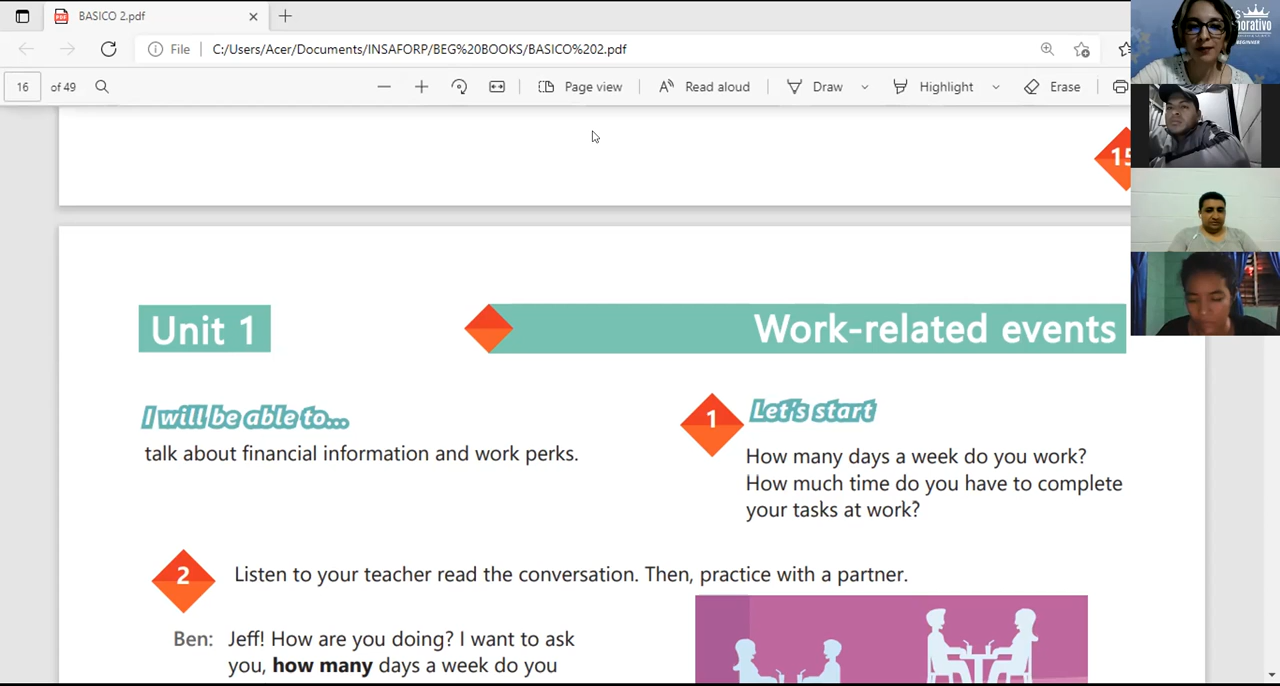 BASICO 2.pdf
File C:/Users/Acer/Documents/INSAFORP/BEG%20BOOKS/BASICO%202.pdf
16 of 49 Page view Read aloud Draw Highlight Erase
BEGINNER
15
Unit 1 Work-related events
I will be able to...
talk about financial information and work perks.
1 Let's start
How many days a week do you work?
How much time do you have to complete
your tasks at work?
2 Listen to your teacher read the conversation. Then, practice with a partner.
Ben: Jeff! How are you doing? I want to ask
you, how many days a week do you